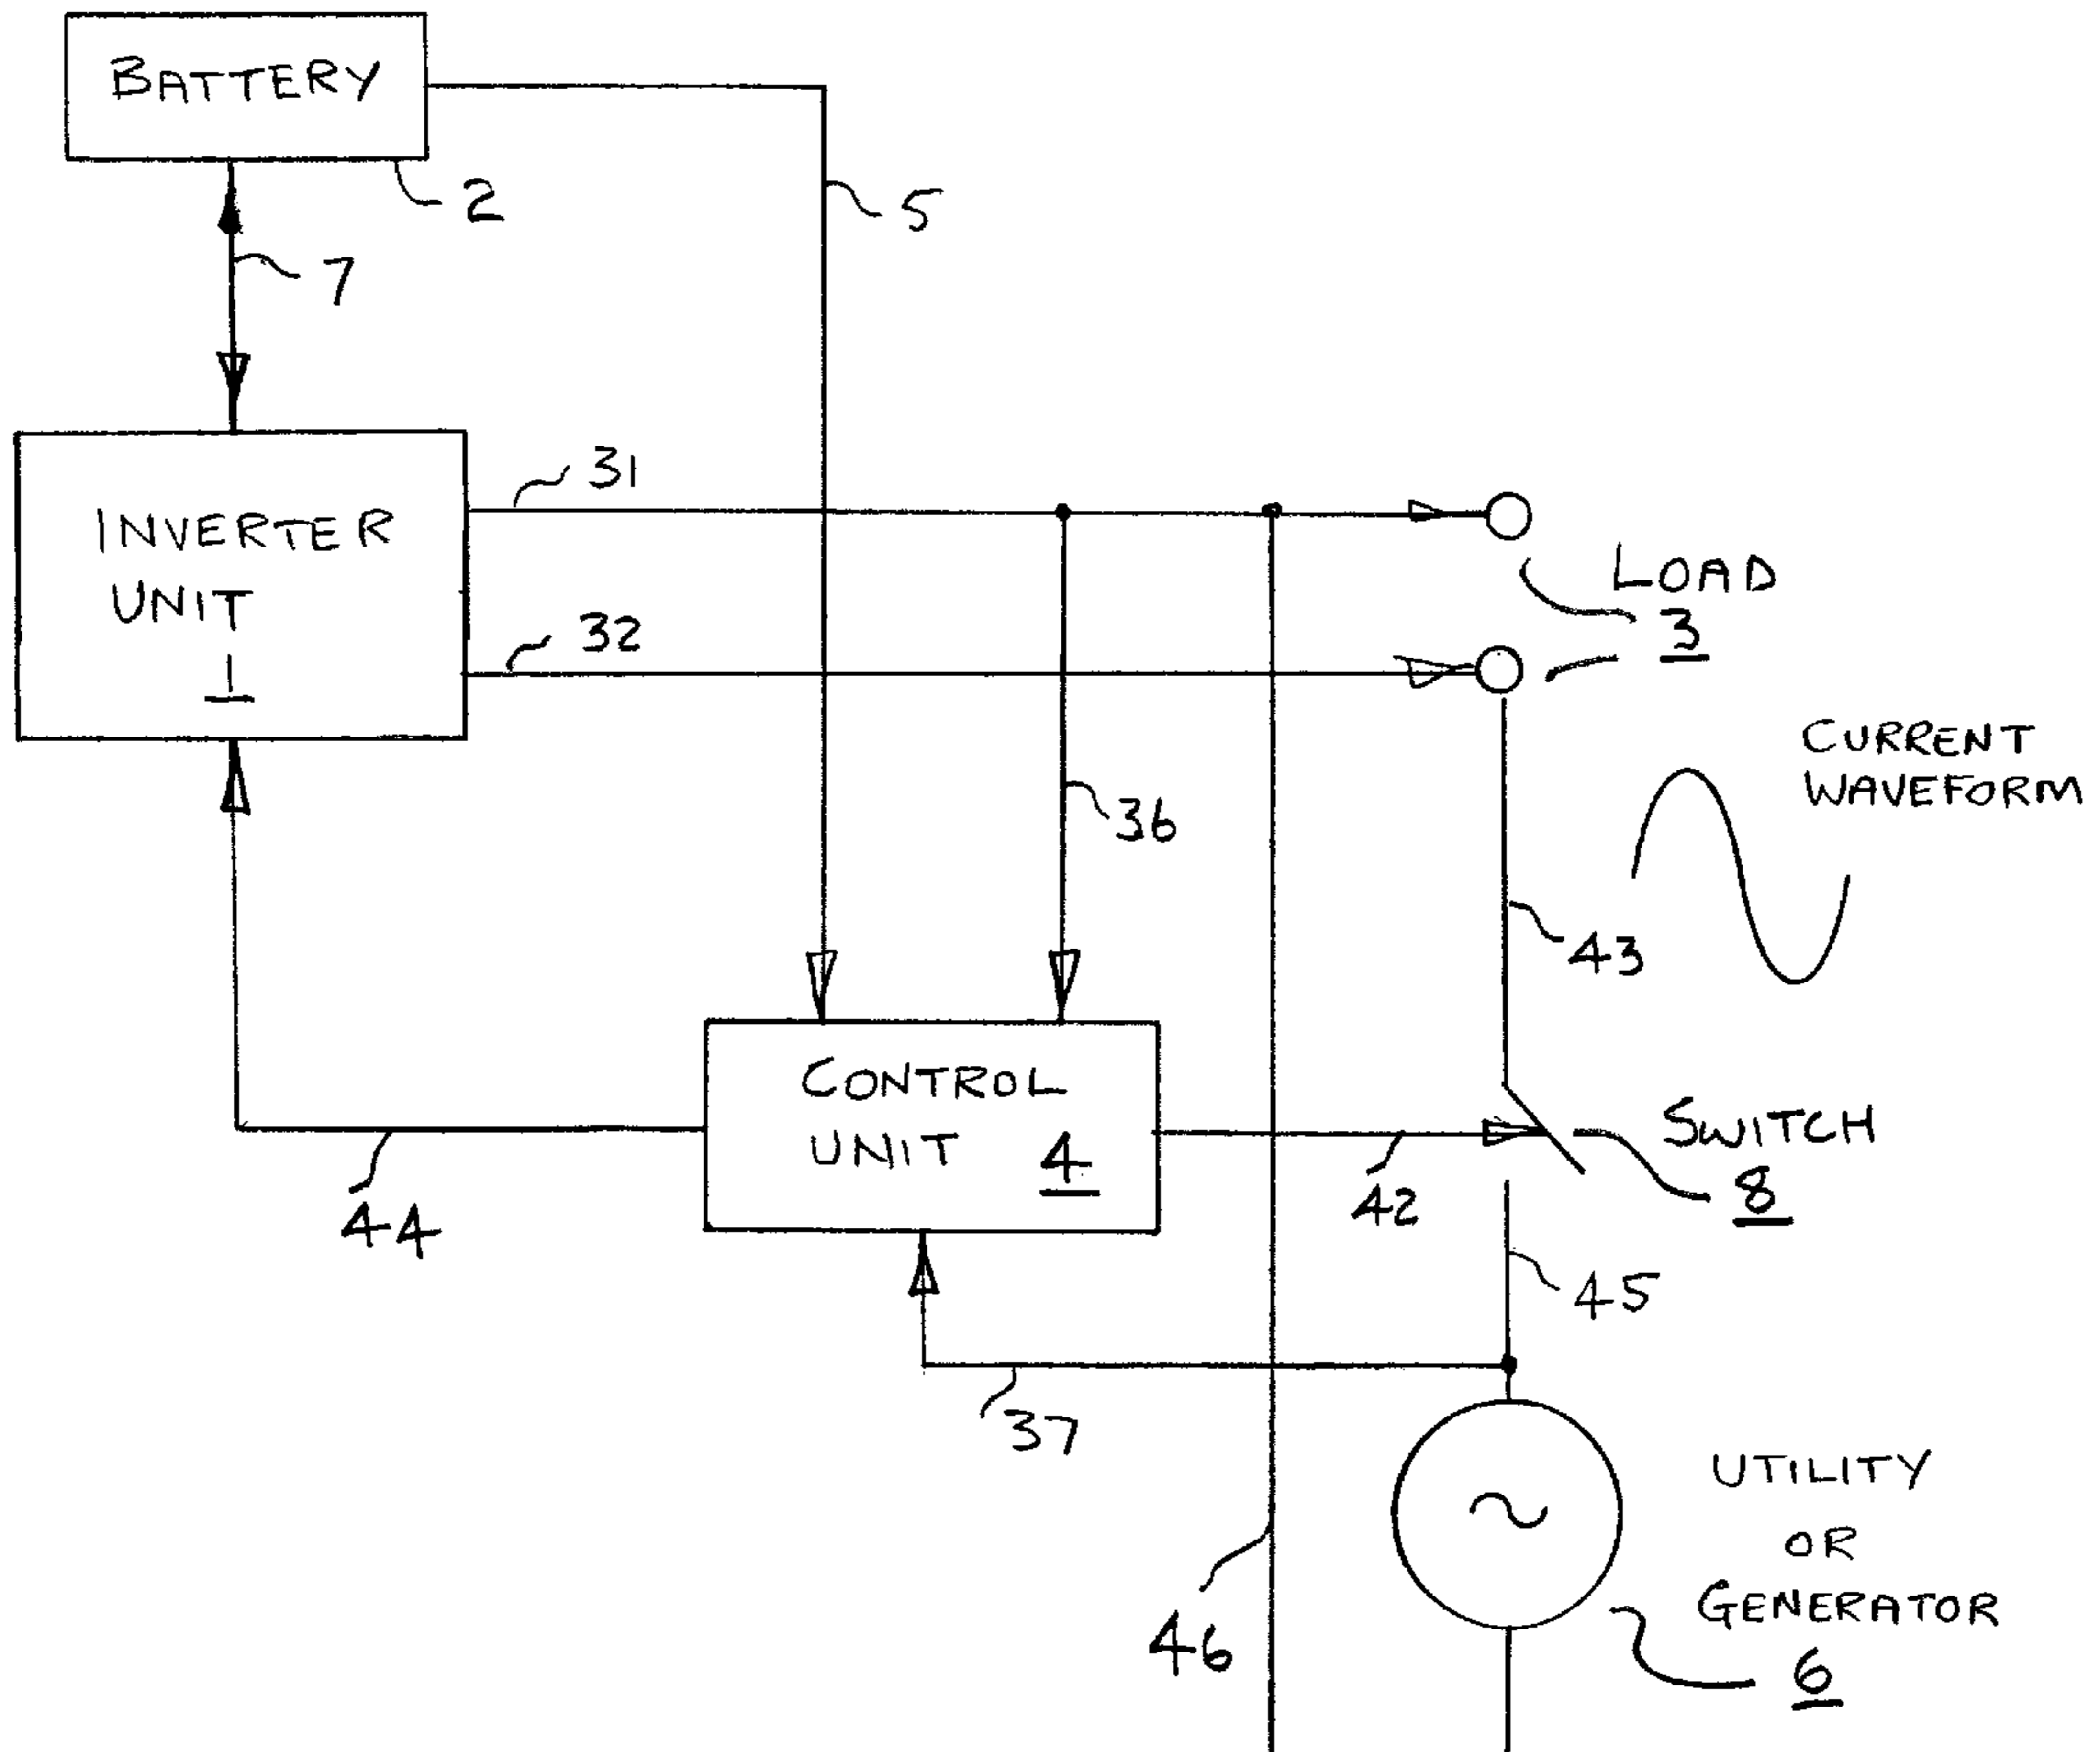 BATTERY
2
5
7
31
INVERTER
UNIT
1
32
LOAD
3
CURRENT
WAVEFORM
36
43
CONTROL
UNIT 4
SWITCH
8
42
44
45
37
UTILITY
OR
GENERATOR
46
6